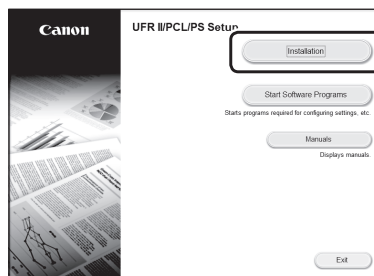 Canon
UFR II/PCL/PS Setup
Installation
Start Software Programs
Starts programs required for configuring settings, etc.
Manuals
Displays manuals.
Exit